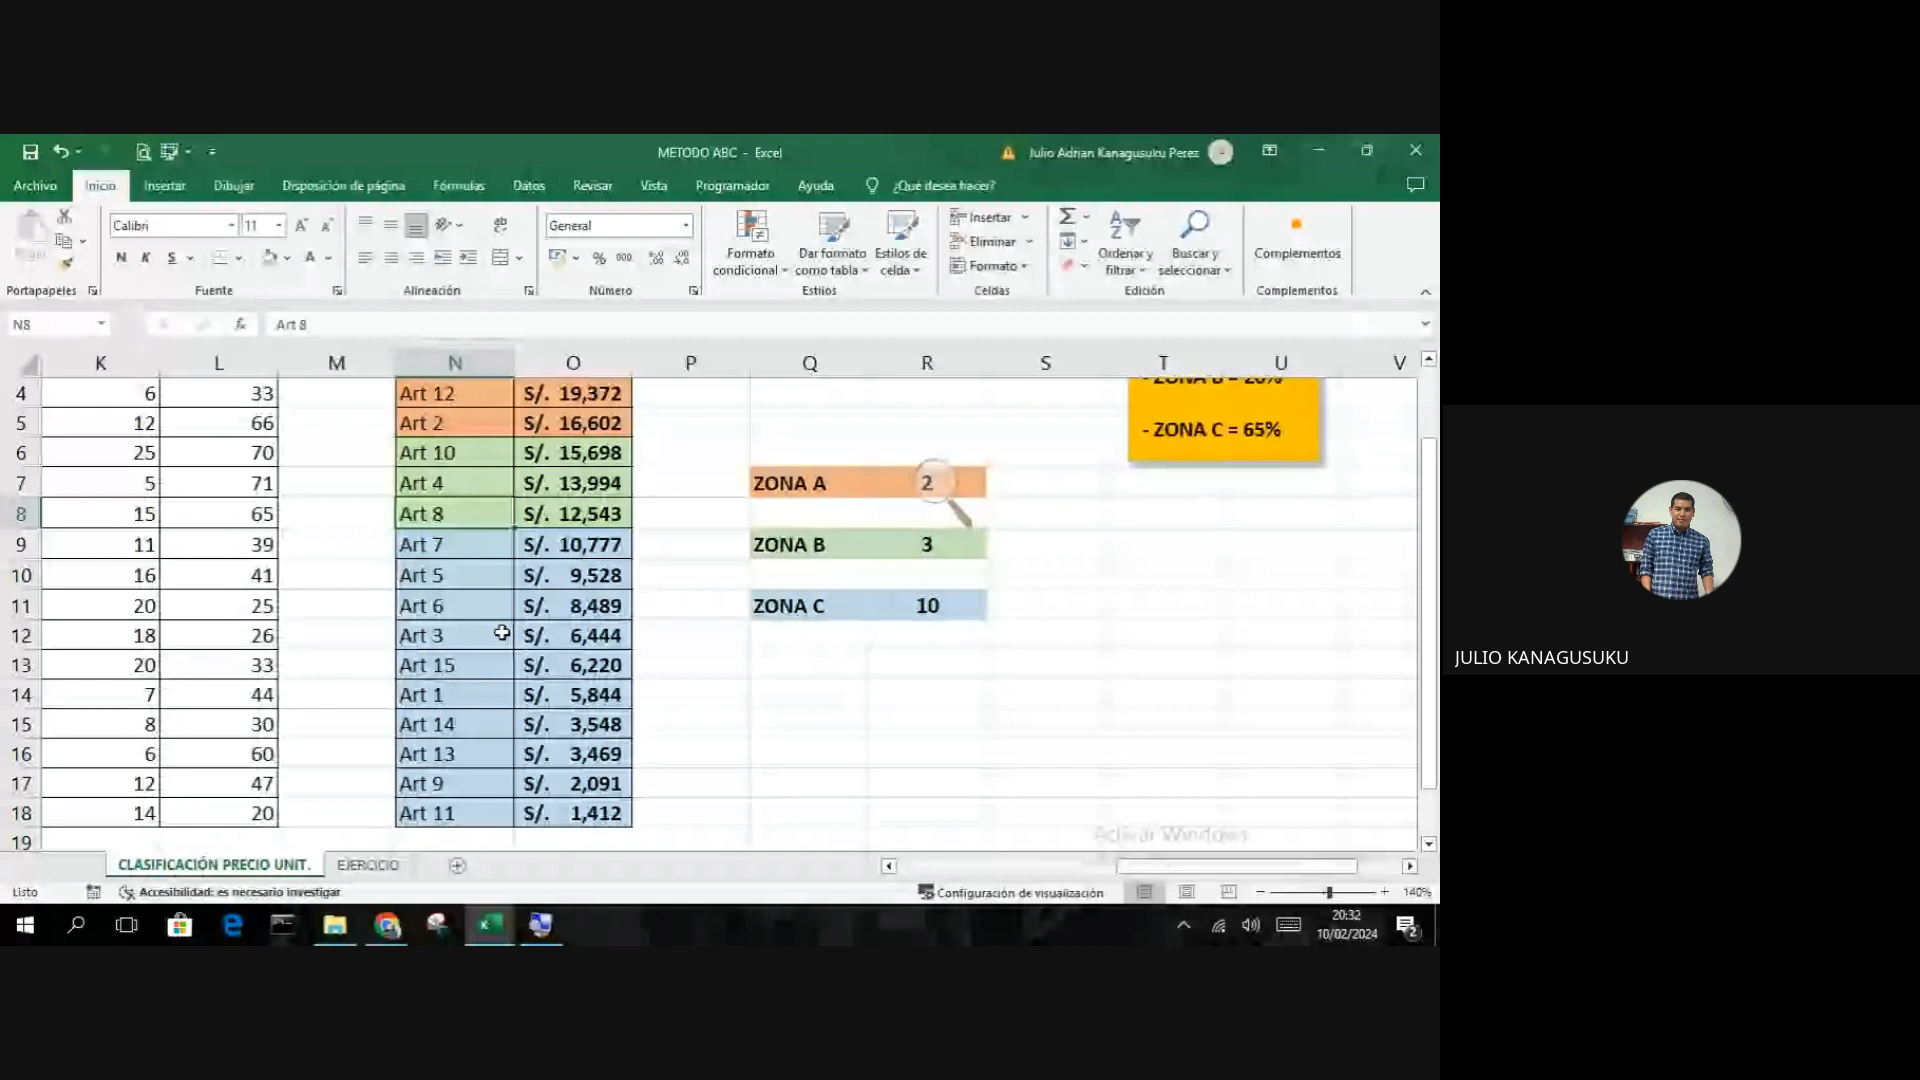 METODO ABC - Excel
Julio Adrian Kanagusuku Perez
Archivo Inicio Insertar Dibujar Disposición de página Fórmulas Datos Revisar Vista Programador Ayuda ¿Qué desea hacer?
Calibri 11 General
Insertar
Eliminar
Formato
Formato condicional
Dar formato como tabla
Estilos de celda
Ordenar y filtrar
Buscar y seleccionar
Complementos
N K S
Portapapeles Fuente Alineación Número Estilos Celdas Edición Complementos
N8 fx Art 8
K L M N O P Q R S T U V
4 6 33 Art 12 S/. 19,372 - ZONA B = 20%
5 12 66 Art 2 S/. 16,602 - ZONA C = 65%
6 25 70 Art 10 S/. 15,698
7 5 71 Art 4 S/. 13,994 ZONA A 2
8 15 65 Art 8 S/. 12,543
9 11 39 Art 7 S/. 10,777 ZONA B 3
10 16 41 Art 5 S/. 9,528
11 20 25 Art 6 S/. 8,489 ZONA C 10
12 18 26 Art 3 S/. 6,444
13 20 33 Art 15 S/. 6,220
14 7 44 Art 1 S/. 5,844
15 8 30 Art 14 S/. 3,548
16 6 60 Art 13 S/. 3,469
17 12 47 Art 9 S/. 2,091
18 14 20 Art 11 S/. 1,412
19
Activar Windows
CLASIFICACIÓN PRECIO UNIT. EJERCICIO
Listo Accesibilidad: es necesario investigar Configuración de visualización 140%
20:32
10/02/2024
2
JULIO KANAGUSUKU